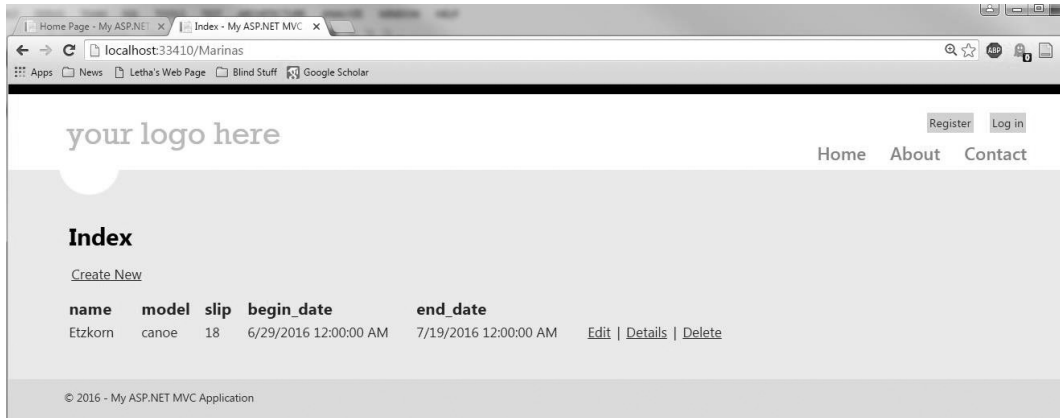 Home Page - My ASP.NET
Index - My ASP.NET MVC
localhost:33410/Marinas
ABP
0
Apps News Letha's Web Page Blind Stuff Google Scholar
your logo here
Register Log in
Home About Contact
Index
Create New
name model slip begin_date end_date
Etzkorn canoe 18 6/29/2016 12:00:00 AM 7/19/2016 12:00:00 AM Edit | Details | Delete
© 2016 - My ASP.NET MVC Application